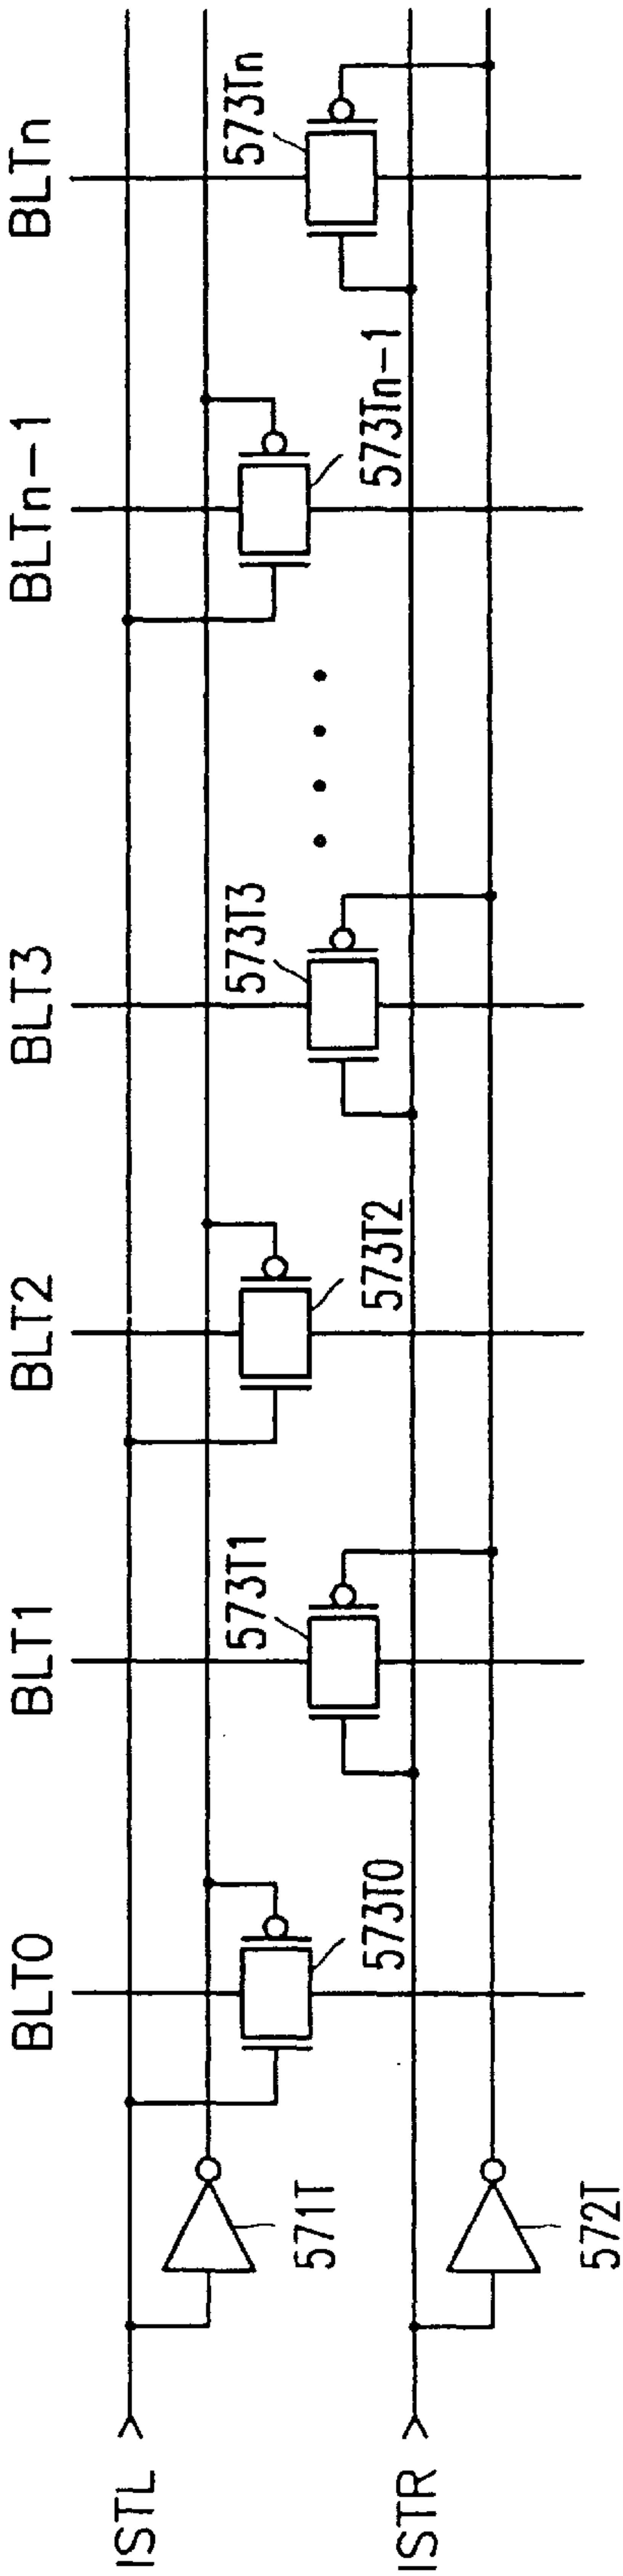 BLT0 BLT1 BLT2 BLT3 BLTn-1 BLTn
573T1 573T3 573Tn
573T0 573T2 573Tn-1
571T
572T
ISTL
ISTR